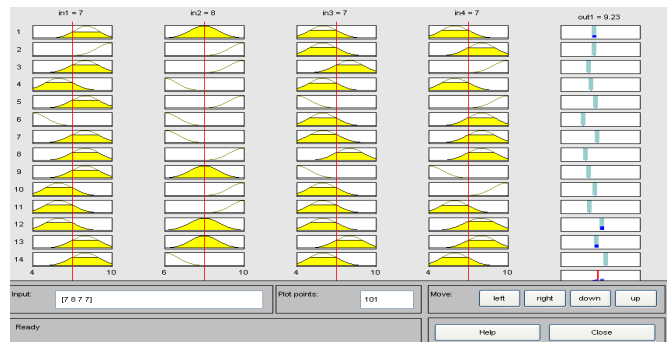 in1 = 7
in2 = 8
in3 = 7
in4 = 7
out1 = 9.23
1
2
3
4
5
6
7
8
9
10
11
12
13
14
4 10
6 10
4 10
4 10
Input:
[7 8 7 7]
Plot points:
101
Move:
left
right
down
up
Ready
Help
Close